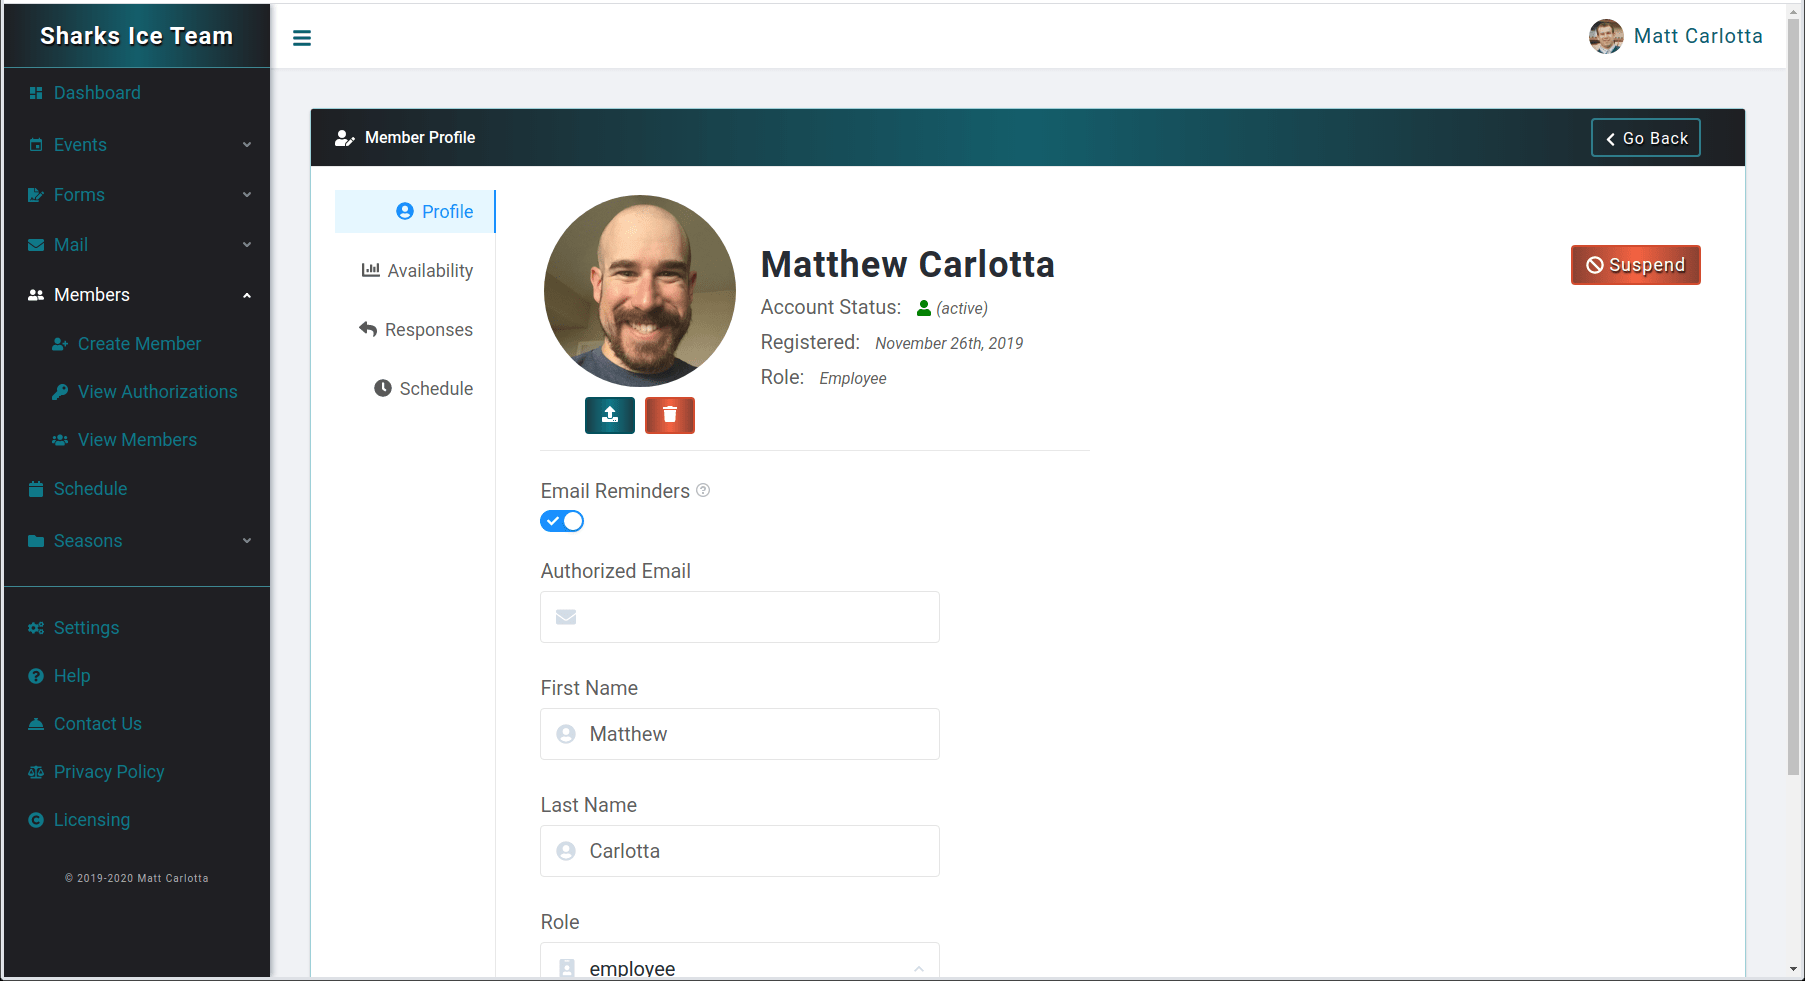 Sharks Ice Team
Matt Carlotta
Dashboard
Events
Forms
Mail
Members
Create Member
View Authorizations
View Members
Schedule
Seasons
Settings
Help
Contact Us
Privacy Policy
Licensing
© 2019-2020 Matt Carlotta
Member Profile
Go Back
Profile
Availability
Responses
Schedule
Matthew Carlotta
Account Status: (active)
Registered: November 26th, 2019
Role: Employee
Suspend
Email Reminders
Authorized Email
First Name
Matthew
Last Name
Carlotta
Role
employee